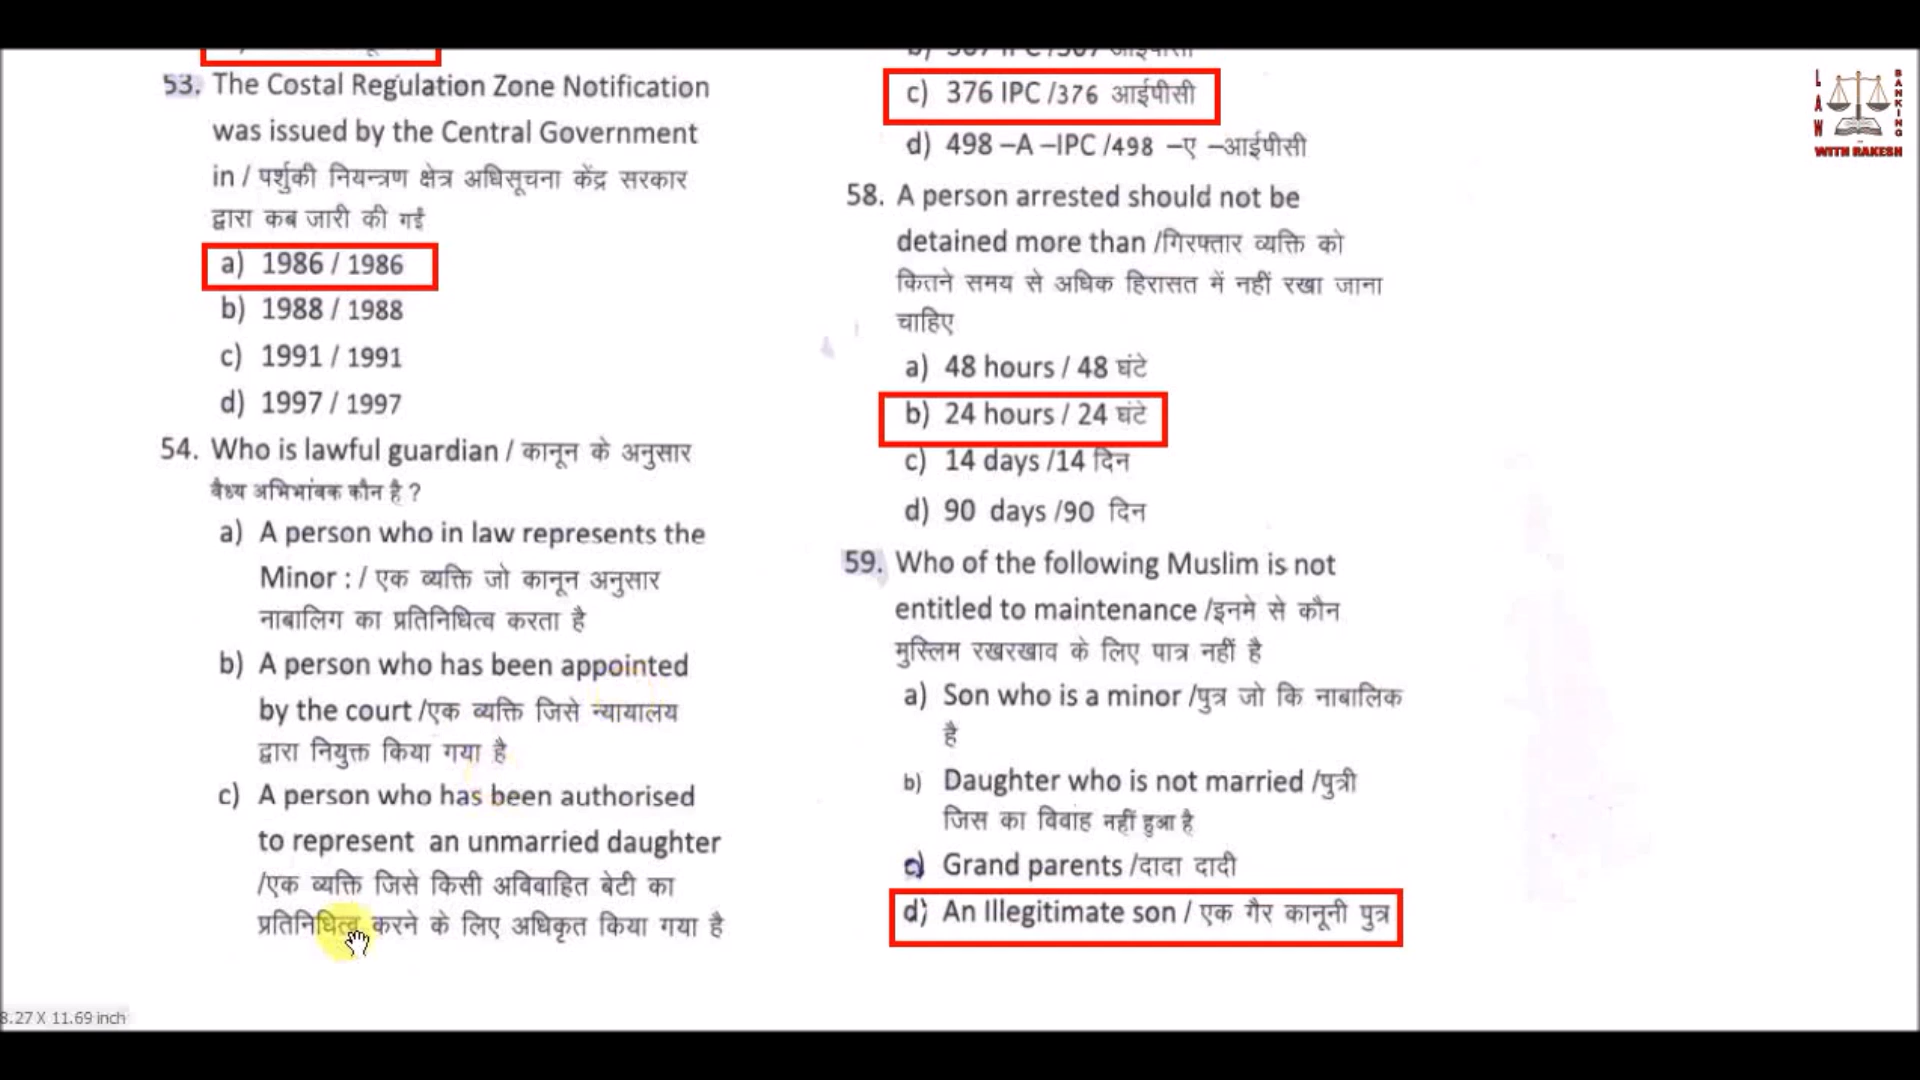 53. The Costal Regulation Zone Notification
was issued by the Central Government
in / पर्शुकी नियन्त्रण क्षेत्र अधिसूचना केंद्र सरकार
द्वारा कब जारी की गई
a) 1986 / 1986
b) 1988 / 1988
c) 1991 / 1991
d) 1997 / 1997
54. Who is lawful guardian / कानून के अनुसार
वैध्य अभिभांबक कौन है ?
a) A person who in law represents the
Minor : / एक व्यक्ति जो कानून अनुसार
नाबालिग का प्रतिनिधित्व करता है
b) A person who has been appointed
by the court /एक व्यक्ति जिसे न्यायालय
द्वारा नियुक्त किया गया है
c) A person who has been authorised
to represent an unmarried daughter
/एक व्यक्ति जिसे किसी अविवाहित बेटी का
प्रतिनिधित्व करने के लिए अधिकृत किया गया है
c) 376 IPC /376 आईपीसी
d) 498 –A –IPC /498 –ए –आईपीसी
58. A person arrested should not be
detained more than /गिरफ्तार व्यक्ति को
कितने समय से अधिक हिरासत में नहीं रखा जाना
चाहिए
a) 48 hours / 48 घंटे
b) 24 hours / 24 घंटे
c) 14 days /14 दिन
d) 90 days /90 दिन
59. Who of the following Muslim is not
entitled to maintenance /इनमे से कौन
मुस्लिम रखरखाव के लिए पात्र नहीं है
a) Son who is a minor /पुत्र जो कि नाबालिक
है
b) Daughter who is not married /पुत्री
जिस का विवाह नहीं हुआ है
c) Grand parents /दादा दादी
d) An Illegitimate son / एक गैर कानूनी पुत्र
LAW
BANKING
WITH RAKESH
8.27 X 11.69 inch